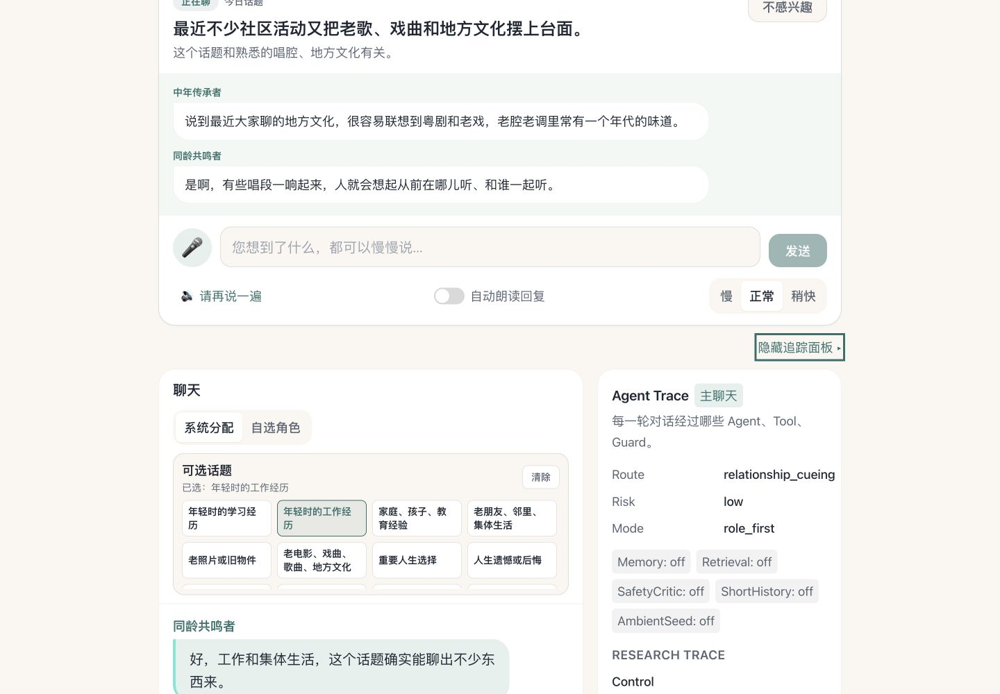 正在聊 今日话题
不感兴趣
最近不少社区活动又把老歌、戏曲和地方文化摆上台面。
这个话题和熟悉的唱腔、地方文化有关。
中年传承者
说到最近大家聊的地方文化，很容易联想到粤剧和老戏，老腔老调里常有一个年代的味道。
同龄共鸣者
是啊，有些唱段一响起来，人就会想起从前在哪儿听、和谁一起听。
您想到了什么，都可以慢慢说...
发送
请再说一遍
自动朗读回复
慢 正常 稍快
隐藏追踪面板 ▸
聊天
系统分配 自选角色
可选话题
已选：年轻时的工作经历
清除
年轻时的学习经
历
年轻时的工作经
历
家庭、孩子、教
育经验
老朋友、邻里、
集体生活
老照片或旧物件
老电影、戏曲、
歌曲、地方文化
重要人生选择
人生遗憾或后悔
同龄共鸣者
好，工作和集体生活，这个话题确实能聊出不少东
西来。
Agent Trace 主聊天
每一轮对话经过哪些 Agent、Tool、
Guard。
Route relationship_cueing
Risk low
Mode role_first
Memory: off Retrieval: off
SafetyCritic: off ShortHistory: off
AmbientSeed: off
RESEARCH TRACE
Control